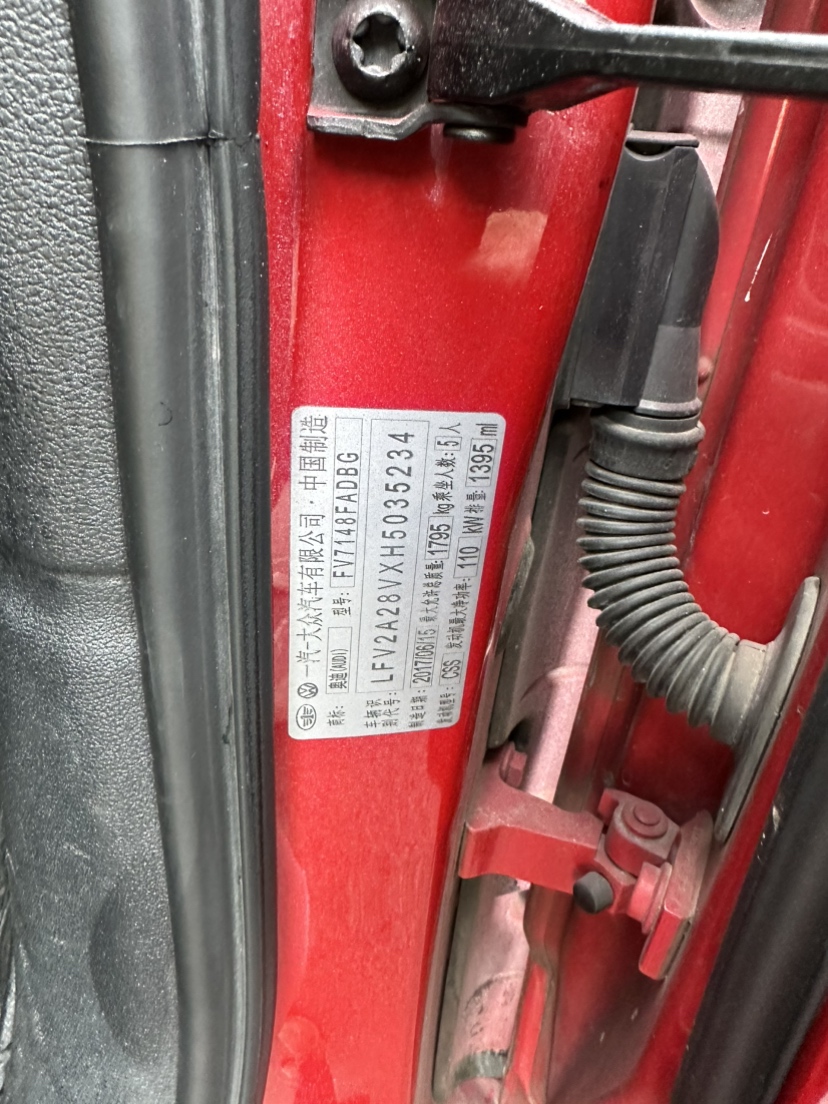 一汽-大众汽车有限公司·中国制造
商标: 奥迪(AUDI) 型号: FV7148FADBG
车辆识别代号: LFV2A28VXH5035234
制造日期: 2017/06/15 最大允许总质量: 1795 kg 乘坐人数: 5 人
发动机型号: CSS 发动机最大净功率: 110 kW 排量: 1395 ml